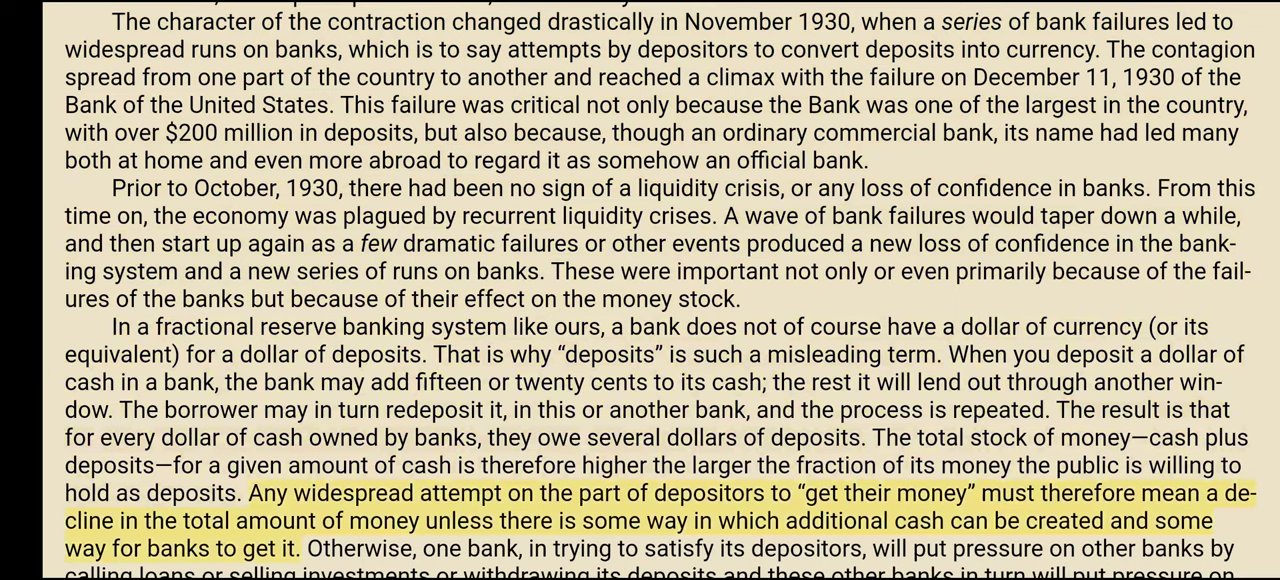 The character of the contraction changed drastically in November 1930, when a series of bank failures led to
widespread runs on banks, which is to say attempts by depositors to convert deposits into currency. The contagion
spread from one part of the country to another and reached a climax with the failure on December 11, 1930 of the
Bank of the United States. This failure was critical not only because the Bank was one of the largest in the country,
with over $200 million in deposits, but also because, though an ordinary commercial bank, its name had led many
both at home and even more abroad to regard it as somehow an official bank.
Prior to October, 1930, there had been no sign of a liquidity crisis, or any loss of confidence in banks. From this
time on, the economy was plagued by recurrent liquidity crises. A wave of bank failures would taper down a while,
and then start up again as a few dramatic failures or other events produced a new loss of confidence in the bank-
ing system and a new series of runs on banks. These were important not only or even primarily because of the fail-
ures of the banks but because of their effect on the money stock.
In a fractional reserve banking system like ours, a bank does not of course have a dollar of currency (or its
equivalent) for a dollar of deposits. That is why “deposits” is such a misleading term. When you deposit a dollar of
cash in a bank, the bank may add fifteen or twenty cents to its cash; the rest it will lend out through another win-
dow. The borrower may in turn redeposit it, in this or another bank, and the process is repeated. The result is that
for every dollar of cash owned by banks, they owe several dollars of deposits. The total stock of money—cash plus
deposits—for a given amount of cash is therefore higher the larger the fraction of its money the public is willing to
hold as deposits. Any widespread attempt on the part of depositors to “get their money” must therefore mean a de-
cline in the total amount of money unless there is some way in which additional cash can be created and some
way for banks to get it. Otherwise, one bank, in trying to satisfy its depositors, will put pressure on other banks by
calling loans or selling investments or withdrawing its deposits and these other banks in turn will put pressure on